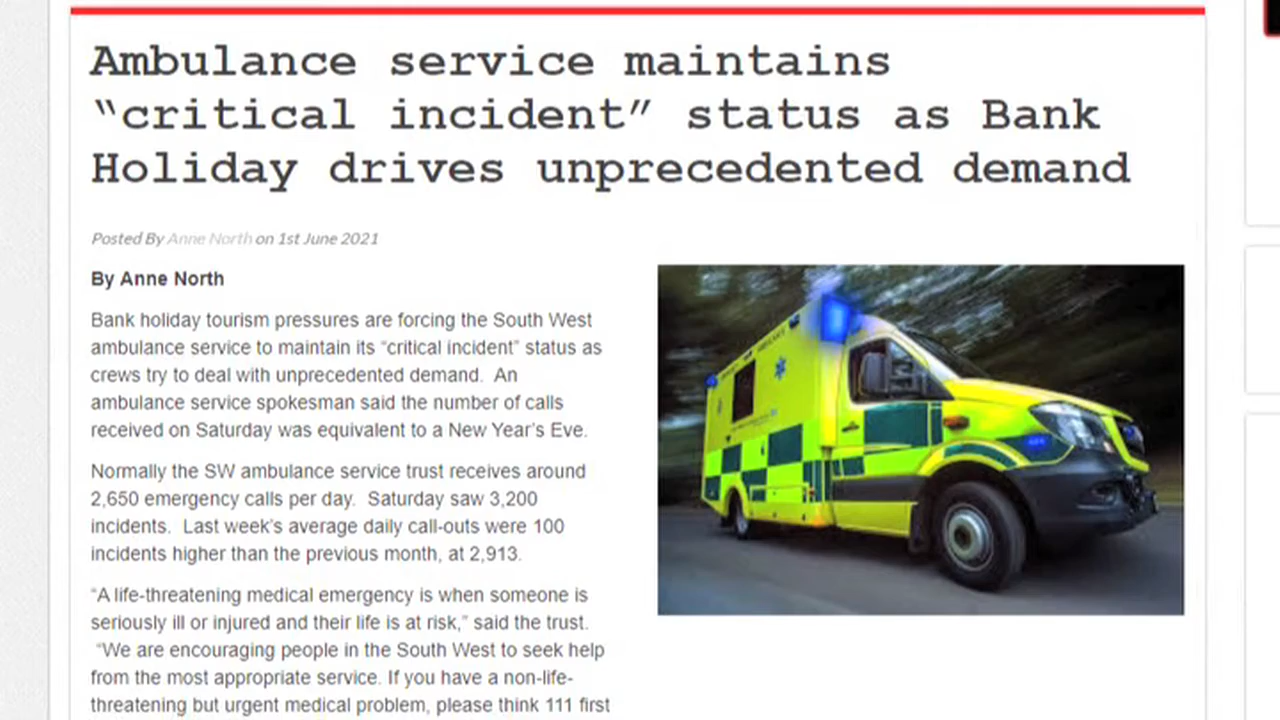 Ambulance service maintains
“critical incident” status as Bank
Holiday drives unprecedented demand
Posted By Anne North on 1st June 2021
By Anne North
Bank holiday tourism pressures are forcing the South West
ambulance service to maintain its “critical incident” status as
crews try to deal with unprecedented demand.  An
ambulance service spokesman said the number of calls
received on Saturday was equivalent to a New Year’s Eve.
Normally the SW ambulance service trust receives around
2,650 emergency calls per day.  Saturday saw 3,200
incidents.  Last week’s average daily call-outs were 100
incidents higher than the previous month, at 2,913.
“A life-threatening medical emergency is when someone is
seriously ill or injured and their life is at risk,” said the trust.
“We are encouraging people in the South West to seek help
from the most appropriate service. If you have a non-life-
threatening but urgent medical problem, please think 111 first